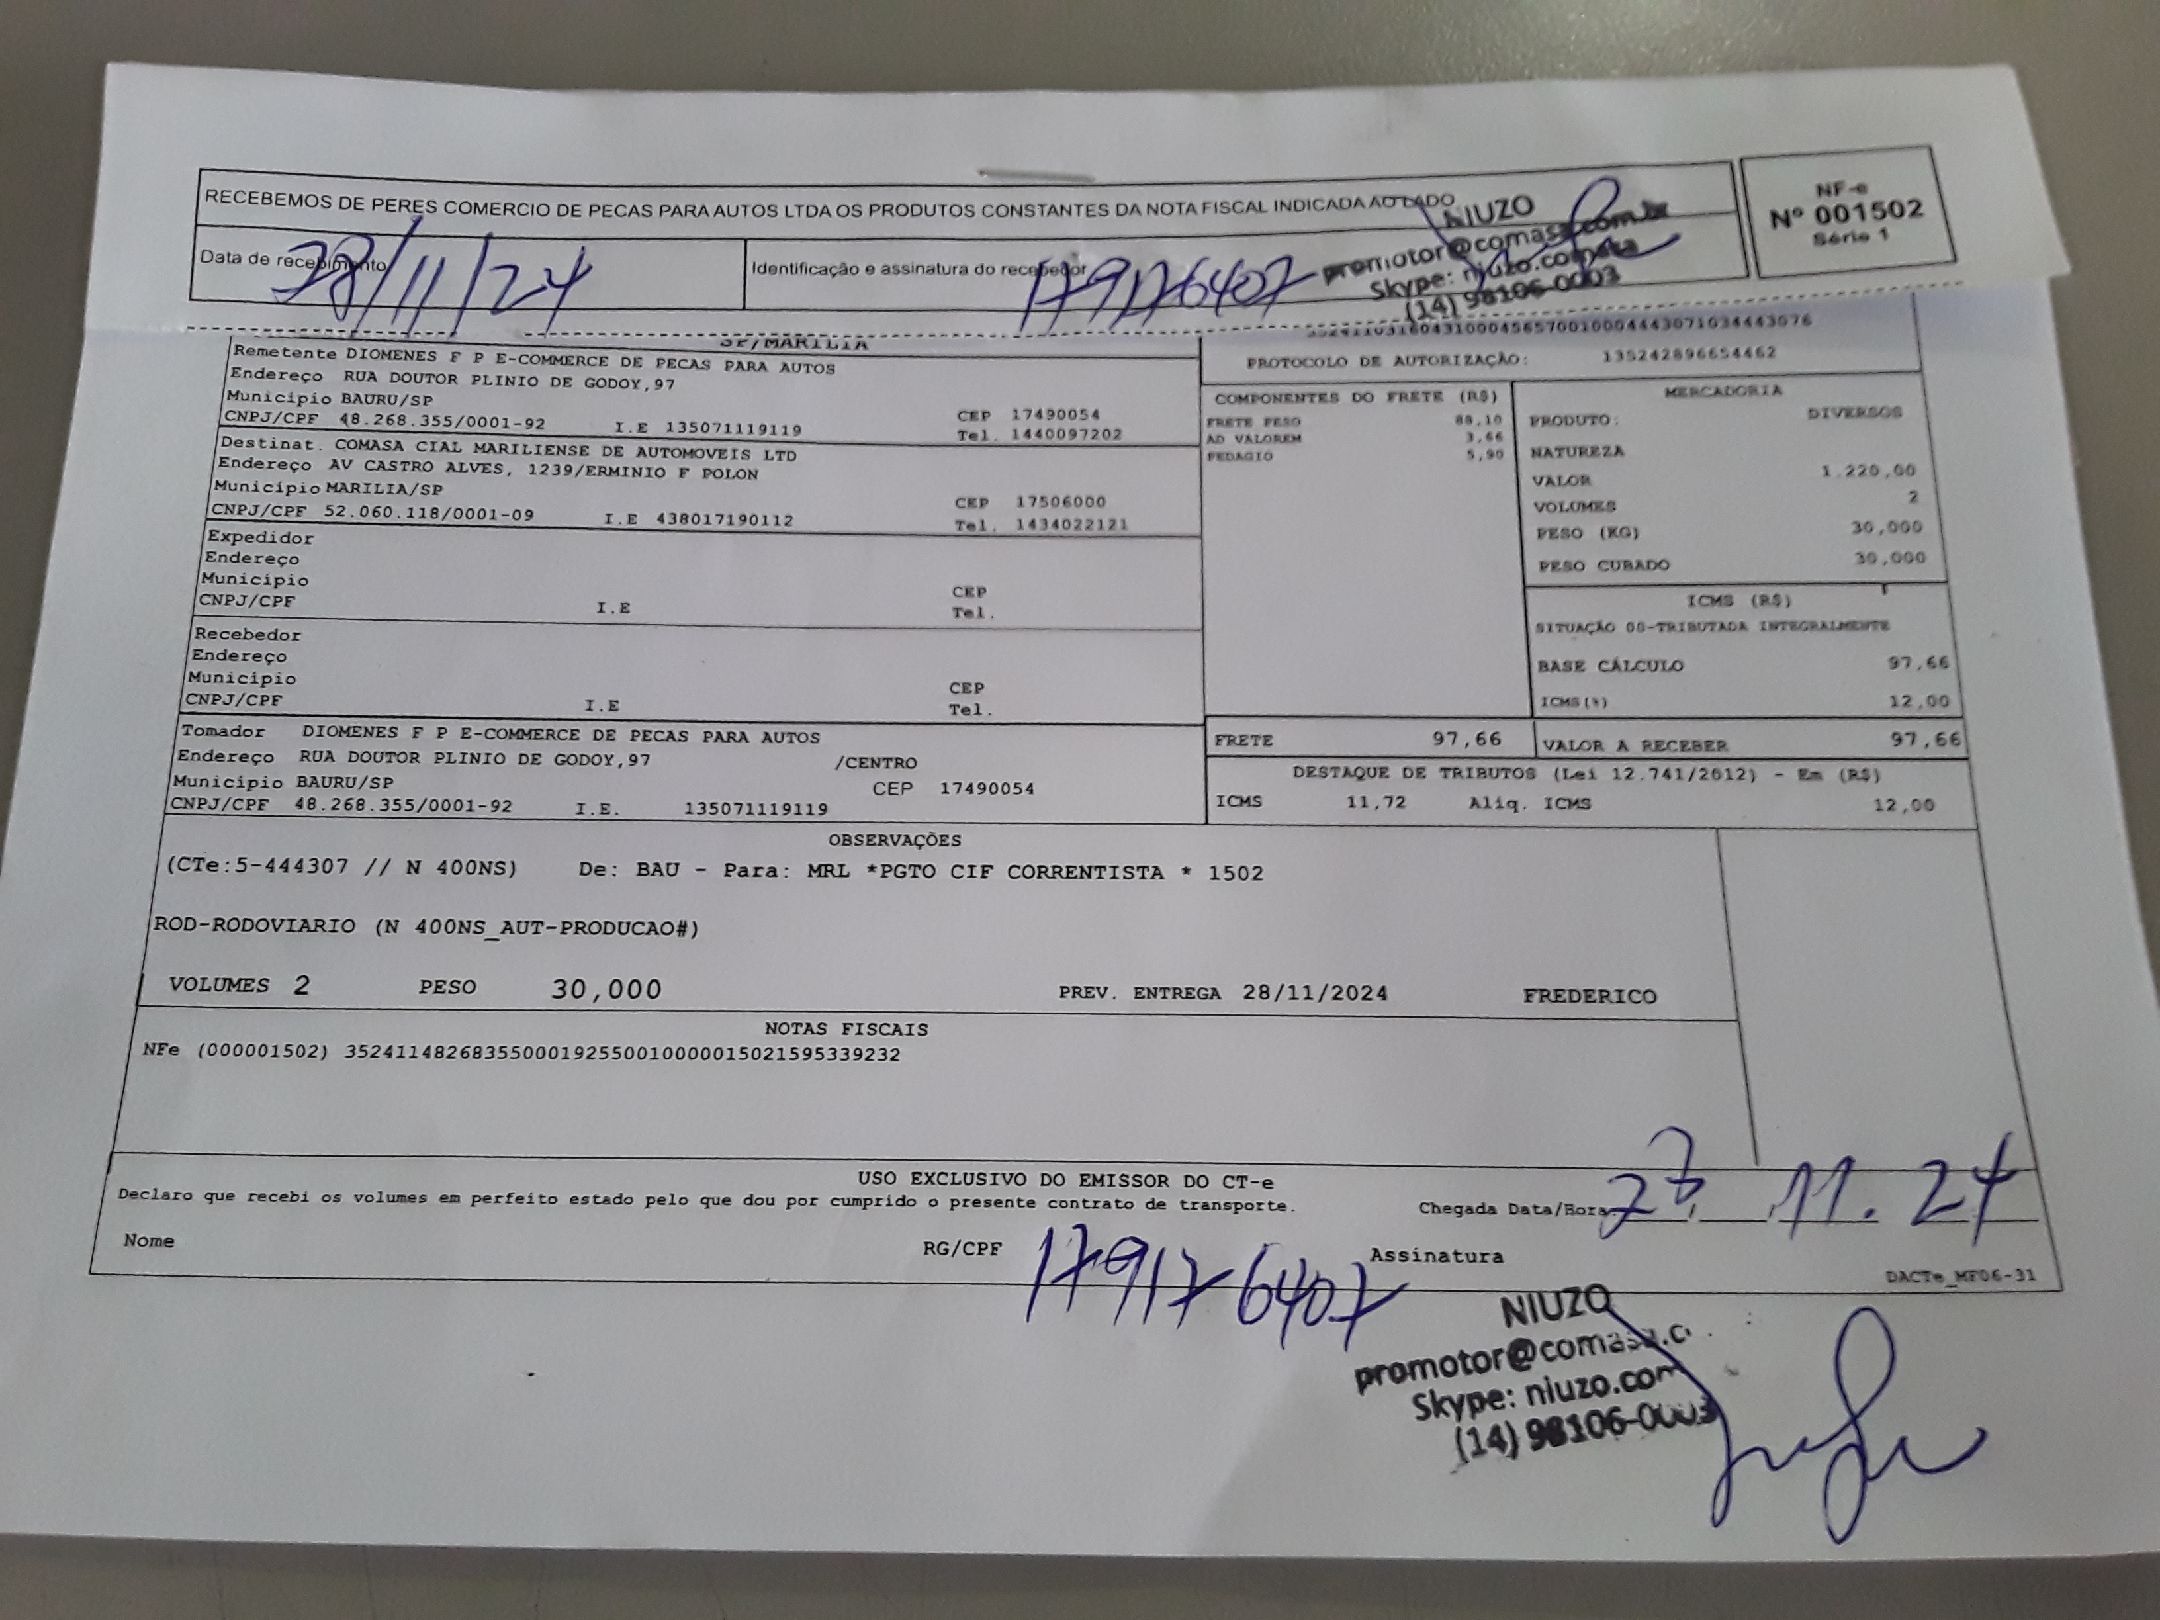 RECEBEMOS DE PERES COMERCIO DE PECAS PARA AUTOS LTDA OS PRODUTOS CONSTANTES DA NOTA FISCAL INDICADA AO LADO
NF-e
Nº 001502
Série 1
Data de recebimento
28/11/24
Identificação e assinatura do recebedor
179176407
NIUZO
promotor@comasa.com.br
Skype: niuzo.comasa
(14) 98106-0003
SP/MARILIA
Remetente DIOMENES F P E-COMMERCE DE PECAS PARA AUTOS
Endereço RUA DOUTOR PLINIO DE GODOY,97
Município BAURU/SP CEP 17490054
CNPJ/CPF 48.268.355/0001-92 I.E 135071119119 Tel. 1440097202
Destinat. COMASA CIAL MARILIENSE DE AUTOMOVEIS LTD
Endereço AV CASTRO ALVES, 1239/ERMINIO F POLON
Município MARILIA/SP CEP 17506000
CNPJ/CPF 52.060.118/0001-09 I.E 438017190112 Tel. 1434022121
Expedidor
Endereço
Município CEP
CNPJ/CPF I.E Tel.
Recebedor
Endereço
Município CEP
CNPJ/CPF I.E Tel.
Tomador DIOMENES F P E-COMMERCE DE PECAS PARA AUTOS
Endereço RUA DOUTOR PLINIO DE GODOY,97 /CENTRO
Município BAURU/SP CEP 17490054
CNPJ/CPF 48.268.355/0001-92 I.E. 135071119119
PROTOCOLO DE AUTORIZAÇÃO: 135242896654462
COMPONENTES DO FRETE (R$)
FRETE PESO 88,10
AD VALOREM 3,66
PEDAGIO 5,90
MERCADORIA
PRODUTO: DIVERSOS
NATUREZA
VALOR 1.220,00
VOLUMES 2
PESO (KG) 30,000
PESO CUBADO 30,000
ICMS (R$)
SITUAÇÃO 00-TRIBUTADA INTEGRALMENTE
BASE CÁLCULO 97,66
ICMS(%) 12,00
FRETE 97,66 VALOR A RECEBER 97,66
DESTAQUE DE TRIBUTOS (Lei 12.741/2012) - Em (R$)
ICMS 11,72 Aliq. ICMS 12,00
OBSERVAÇÕES
(CTe:5-444307 // N 400NS) De: BAU - Para: MRL *PGTO CIF CORRENTISTA * 1502
ROD-RODOVIARIO (N 400NS_AUT-PRODUCAO#)
VOLUMES 2 PESO 30,000 PREV. ENTREGA 28/11/2024 FREDERICO
NOTAS FISCAIS
NFe (000001502) 35241148268355000192550010000015021595339232
USO EXCLUSIVO DO EMISSOR DO CT-e
Declaro que recebi os volumes em perfeito estado pelo que dou por cumprido o presente contrato de transporte.
Chegada Data/Hora 28.11.24
Nome RG/CPF 179176407 Assinatura
DACTe_MF06-31
NIUZO
promotor@comasa.c
Skype: niuzo.com
(14) 98106-0003